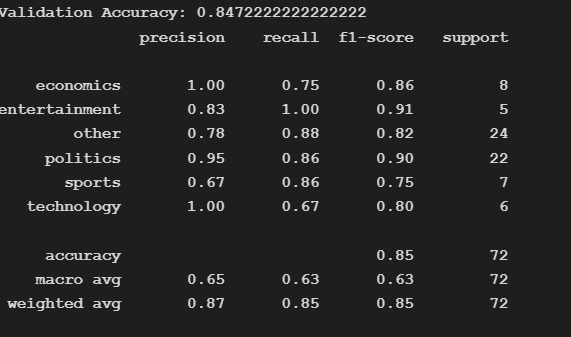 Validation Accuracy: 0.8472222222222222
precision recall f1-score support
economics 1.00 0.75 0.86 8
entertainment 0.83 1.00 0.91 5
other 0.78 0.88 0.82 24
politics 0.95 0.86 0.90 22
sports 0.67 0.86 0.75 7
technology 1.00 0.67 0.80 6
accuracy 0.85 72
macro avg 0.65 0.63 0.63 72
weighted avg 0.87 0.85 0.85 72